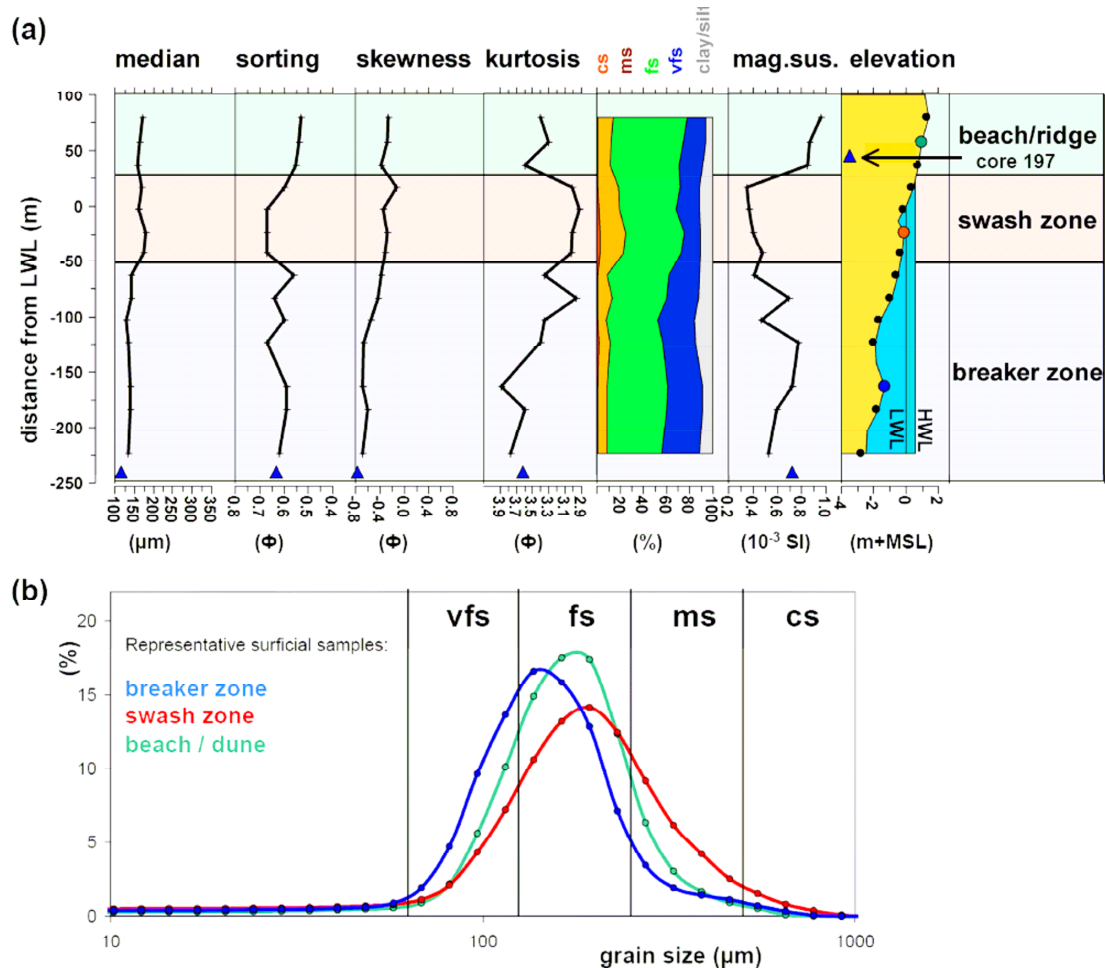 (a)
median sorting skewness kurtosis cs ms fs vfs clay/silt mag.sus. elevation
distance from LWL (m)
100
50
0
-50
-100
-150
-200
-250
beach/ridge
core 197
swash zone
breaker zone
LWL
HWL
100 150 200 250 300 350
0.8 0.7 0.6 0.5 0.4
-0.8 -0.4 0.0 0.4 0.8
3.9 3.7 3.5 3.3 3.1 2.9
0 20 40 60 80 100
0.2 0.4 0.6 0.8 1.0
-4 -2 0 2
(µm) (Φ) (Φ) (Φ) (%) (10⁻³ SI) (m+MSL)
(b)
20
15
10
5
0
(%)
vfs fs ms cs
Representative surficial samples:
breaker zone
swash zone
beach / dune
10 100 1000
grain size (µm)